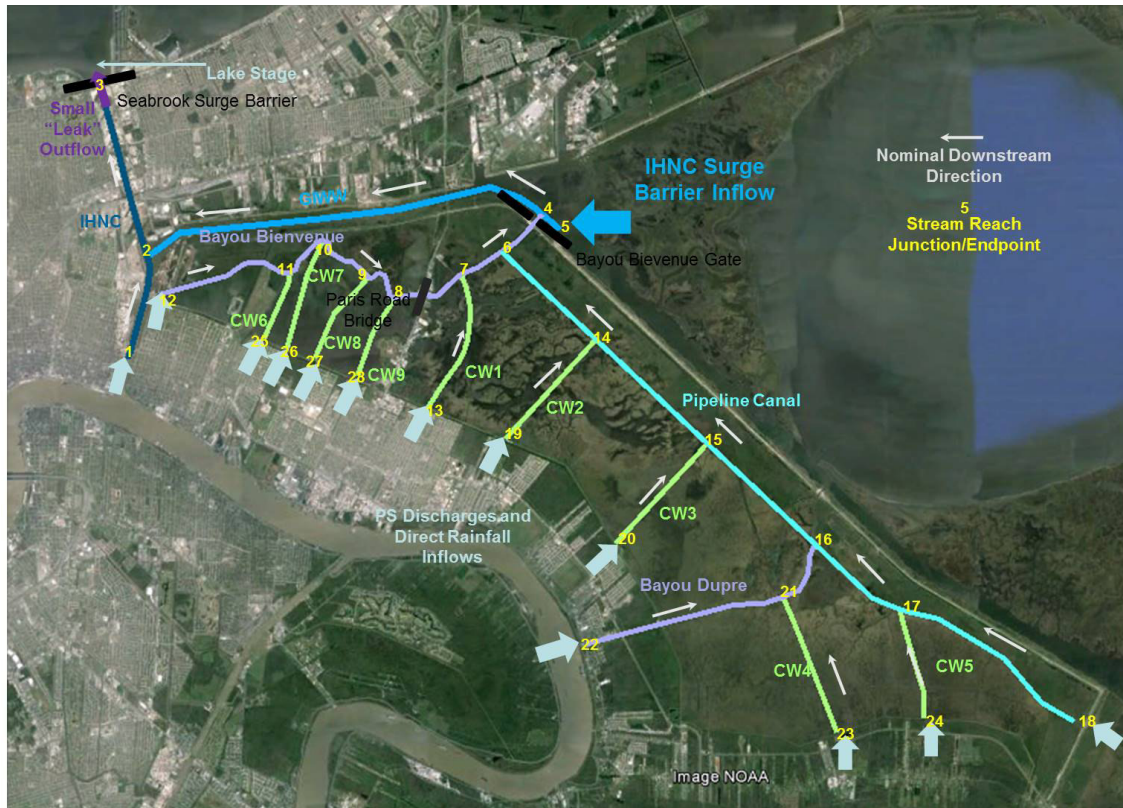 Lake Stage
3
Seabrook Surge Barrier
Small
“Leak”
Outflow
Nominal Downstream
Direction
IHNC Surge
Barrier Inflow
GIWW
4
5
5
Stream Reach
Junction/Endpoint
IHNC
2
Bayou Bienvenue
10
6
Bayou Bievenue Gate
11
CW7
9
7
12
8
Paris Road
Bridge
CW6
25
26
27
CW8
28
CW9
CW1
14
1
13
CW2
Pipeline Canal
19
15
PS Discharges and
Direct Rainfall
Inflows
CW3
20
16
Bayou Dupre
21
17
22
CW4
CW5
18
23
24
Image NOAA